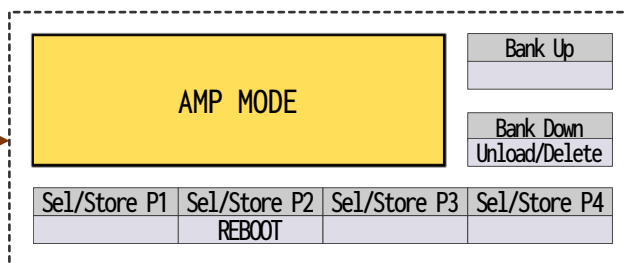 Bank Up
AMP MODE
Bank Down
Unload/Delete
Sel/Store P1 Sel/Store P2 Sel/Store P3 Sel/Store P4
REBOOT